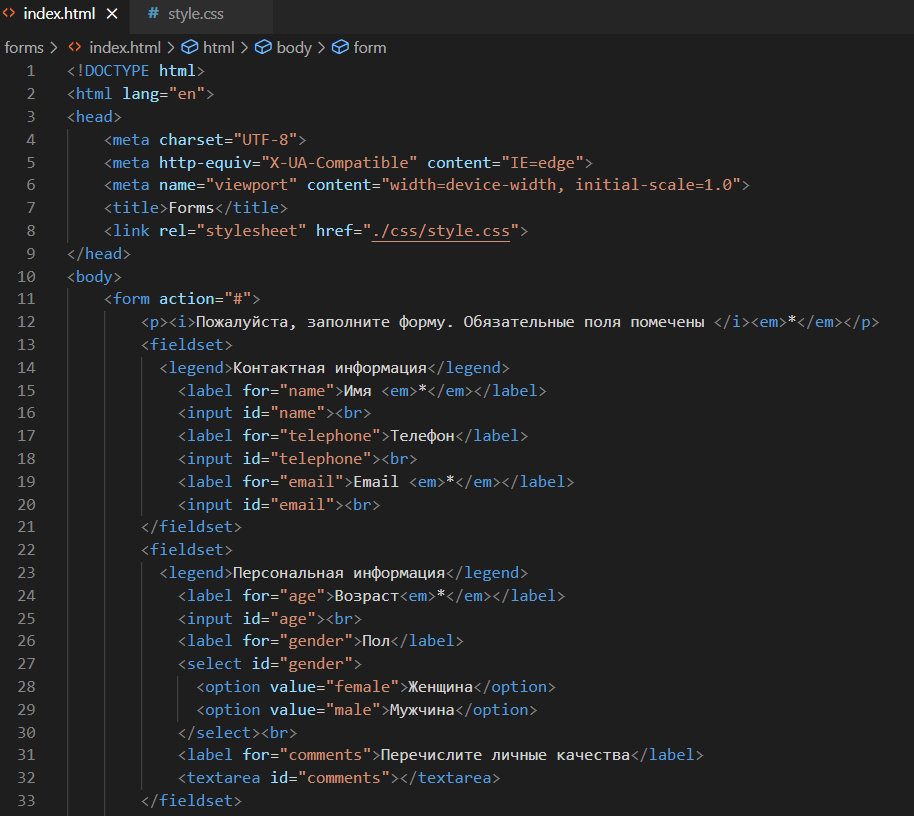 index.html
style.css
forms > index.html > html > body > form
1 <!DOCTYPE html>
2 <html lang="en">
3 <head>
4 <meta charset="UTF-8">
5 <meta http-equiv="X-UA-Compatible" content="IE=edge">
6 <meta name="viewport" content="width=device-width, initial-scale=1.0">
7 <title>Forms</title>
8 <link rel="stylesheet" href="./css/style.css">
9 </head>
10 <body>
11 <form action="#">
12 <p><i>Пожалуйста, заполните форму. Обязательные поля помечены </i><em>*</em></p>
13 <fieldset>
14 <legend>Контактная информация</legend>
15 <label for="name">Имя <em>*</em></label>
16 <input id="name"><br>
17 <label for="telephone">Телефон</label>
18 <input id="telephone"><br>
19 <label for="email">Email <em>*</em></label>
20 <input id="email"><br>
21 </fieldset>
22 <fieldset>
23 <legend>Персональная информация</legend>
24 <label for="age">Возраст<em>*</em></label>
25 <input id="age"><br>
26 <label for="gender">Пол</label>
27 <select id="gender">
28 <option value="female">Женщина</option>
29 <option value="male">Мужчина</option>
30 </select><br>
31 <label for="comments">Перечислите личные качества</label>
32 <textarea id="comments"></textarea>
33 </fieldset>